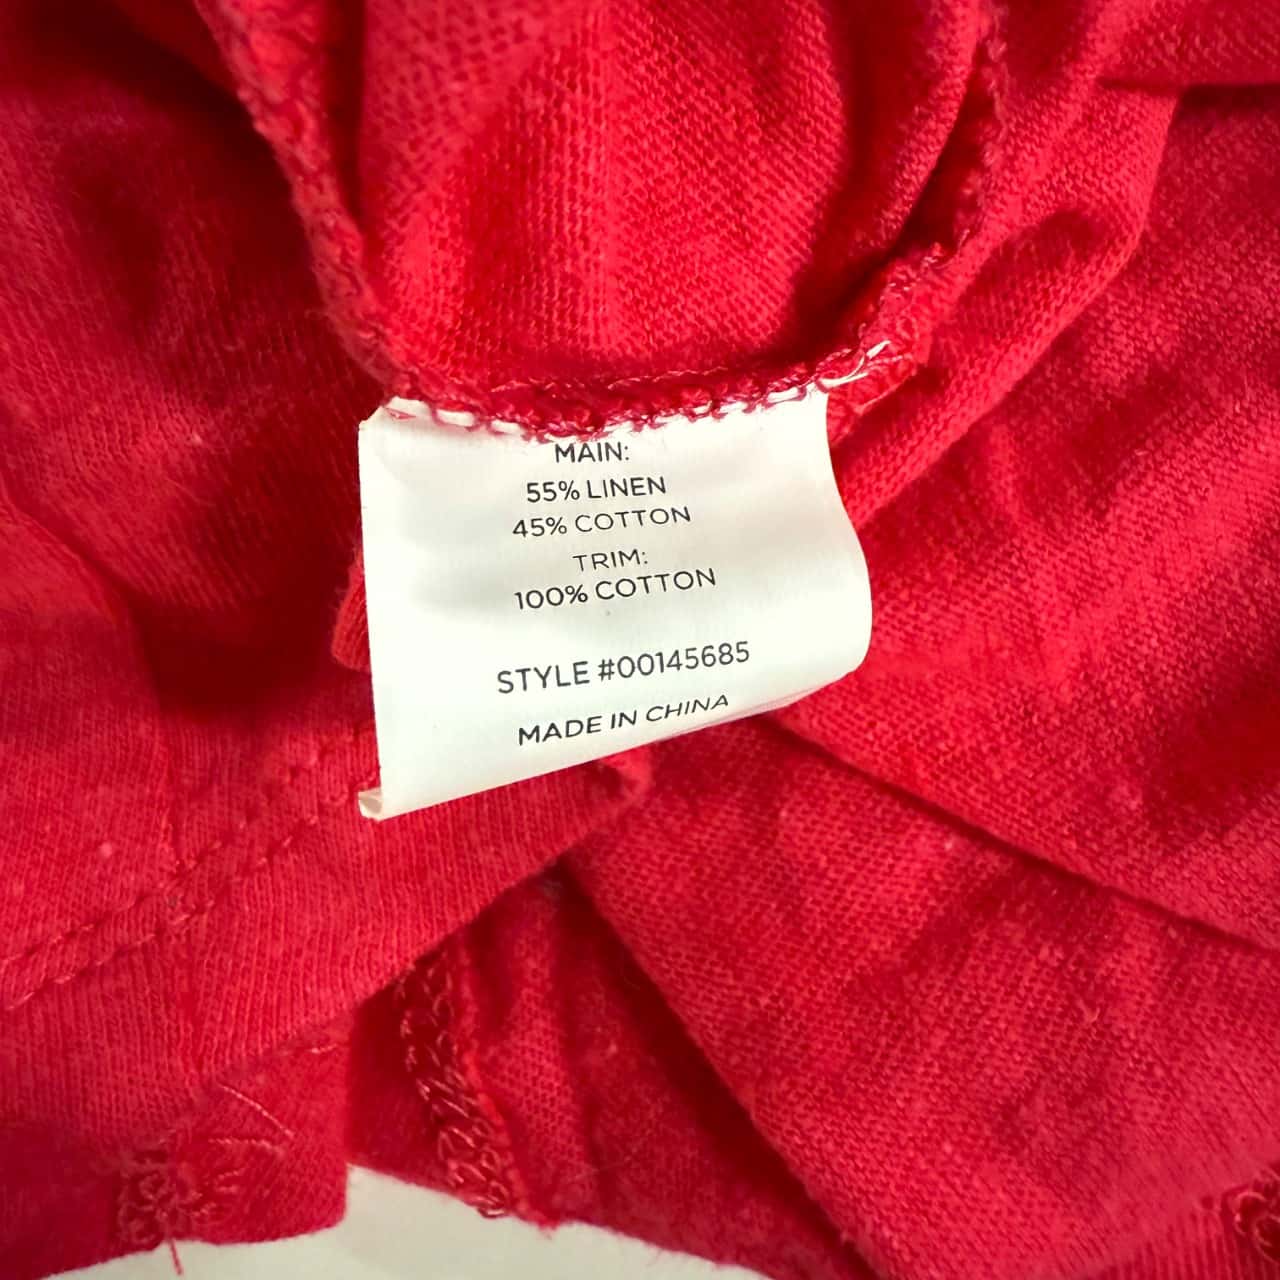 MAIN:
55% LINEN
45% COTTON
TRIM:
100% COTTON
STYLE #00145685
MADE IN CHINA